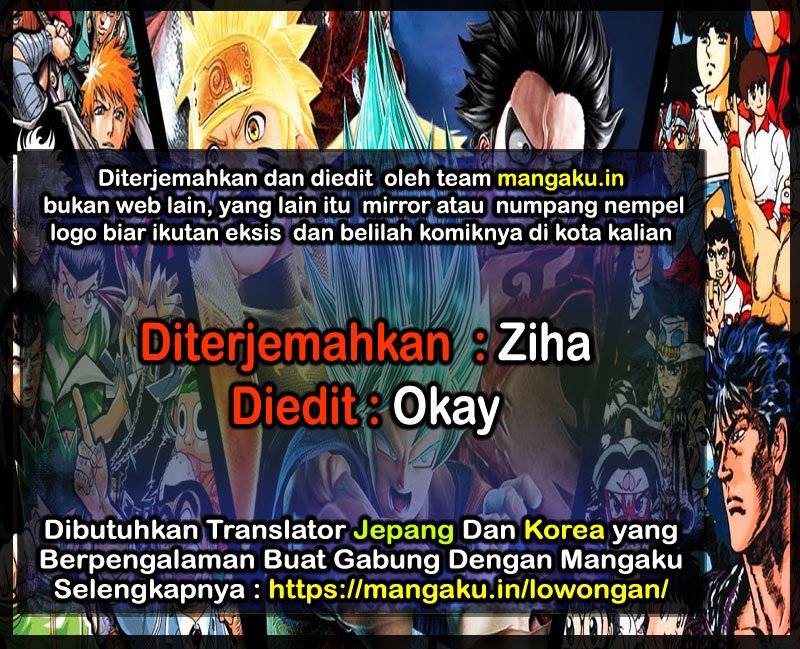 Diterjemahkan dan diedit oleh team mangaku.in
bukan web lain, yang lain itu mirror atau numpang nempel
logo biar ikutan eksis dan belilah komiknya di kota kalian
Diterjemahkan : Ziha
Diedit : Okay
Dibutuhkan Translator Jepang Dan Korea yang
Berpengalaman Buat Gabung Dengan Mangaku
Selengkapnya : https://mangaku.in/lowongan/